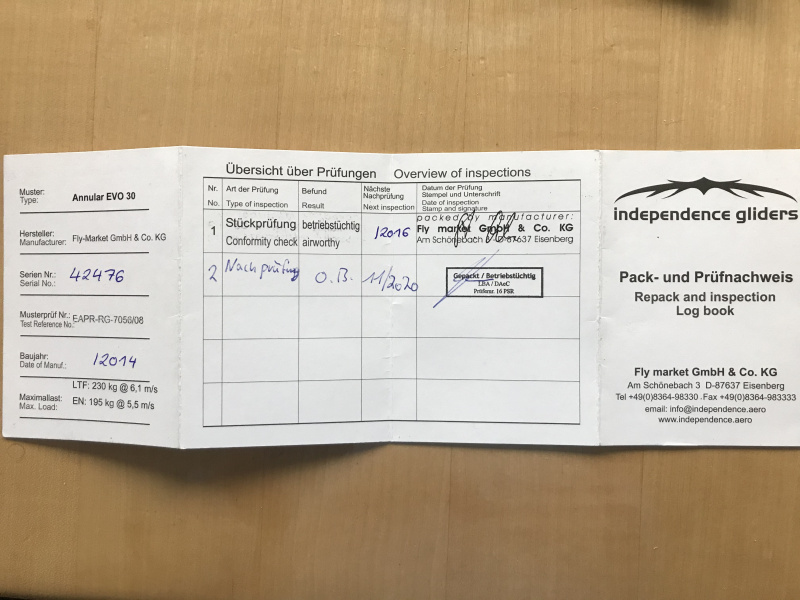 Muster:
Type:
Annular EVO 30
Hersteller:
Manufacturer: Fly-Market GmbH & Co. KG
Serien Nr.:
Serial No.:
42476
Musterprüf Nr.:
Test Reference No.:
EAPR-RG-7056/08
Baujahr:
Date of Manuf.:
12014
Maximallast:
Max. Load:
LTF: 230 kg @ 6,1 m/s
EN: 195 kg @ 5,5 m/s
Übersicht über Prüfungen Overview of inspections
Nr.
No.
Art der Prüfung
Type of inspection
Befund
Result
Nächste
Nachprüfung
Next inspection
Datum der Prüfung
Stempel und Unterschrift
Date of inspection
Stamp and signature
1
Stückprüfung
Conformity check
betriebstüchtig
airworthy
12016
packed by manufacturer:
Fly market GmbH & Co. KG
Am Schönebach 3 D-87637 Eisenberg
2
Nachprüfung
O.B.
11/2020
Gepackt / Betriebstüchtig
LBA / DAeC
Prüfernr. 16 PSR
independence gliders
Pack- und Prüfnachweis
Repack and inspection
Log book
Fly market GmbH & Co. KG
Am Schönebach 3 D-87637 Eisenberg
Tel +49(0)8364-98330 . Fax +49(0)8364-983333
email: info@independence.aero
www.independence.aero